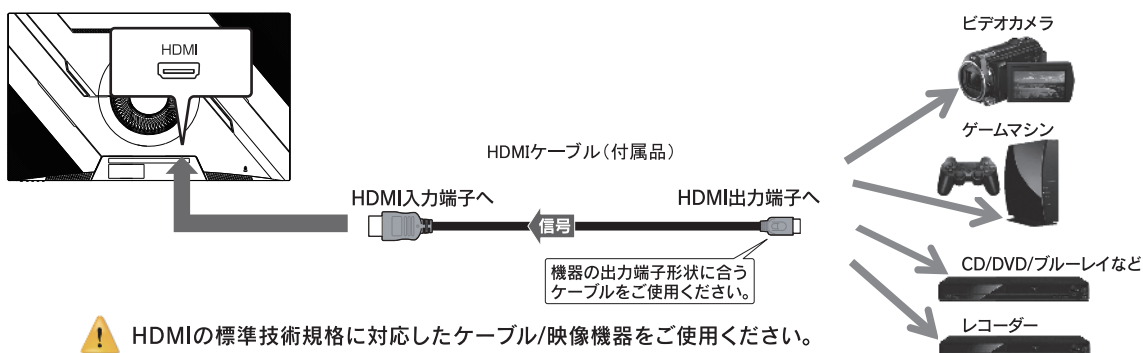 HDMI
ビデオカメラ
ゲームマシン
HDMIケーブル（付属品）
HDMI入力端子へ
HDMI出力端子へ
信号
機器の出力端子形状に合う
ケーブルをご使用ください。
CD/DVD/ブルーレイなど
レコーダー
HDMIの標準技術規格に対応したケーブル/映像機器をご使用ください。